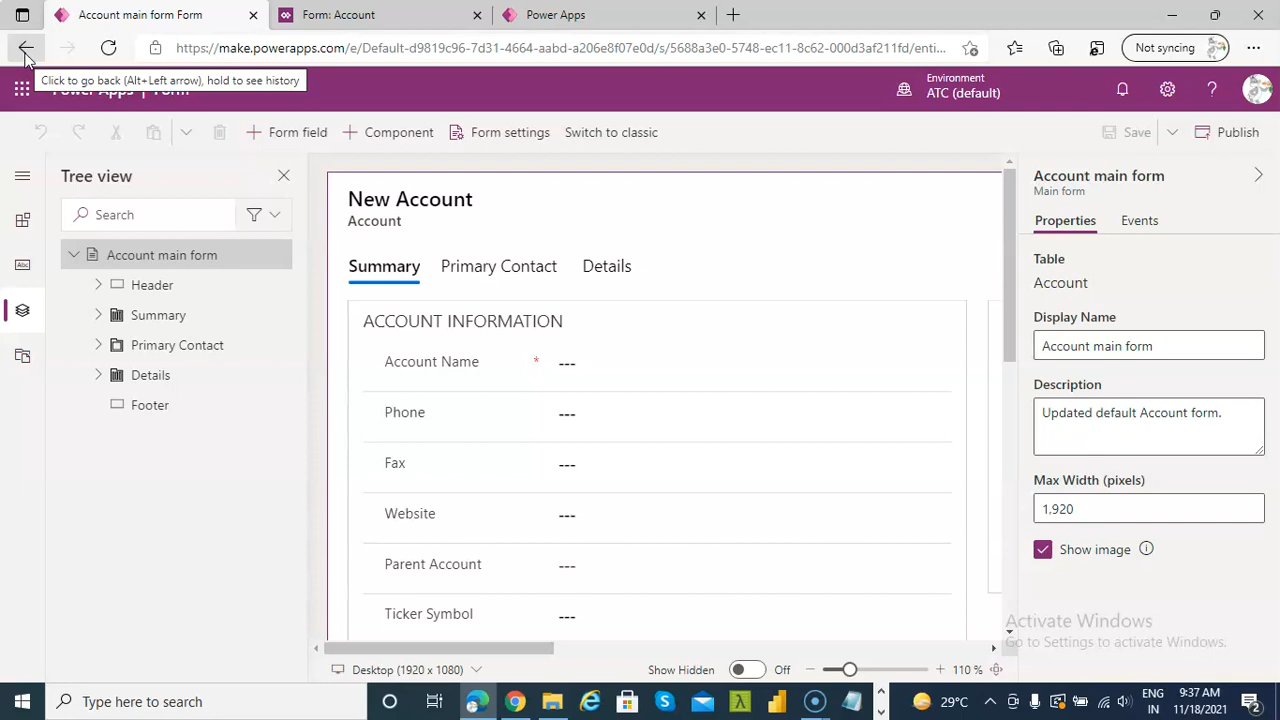 Account main form Form
Form: Account
Power Apps
https://make.powerapps.com/e/Default-d9819c96-7d31-4664-aabd-a206e8f07e0d/s/5688a3e0-5748-ec11-8c62-0003af211fd/enti...
Not syncing
Click to go back (Alt+Left arrow), hold to see history
Environment
ATC (default)
Form field
Component
Form settings
Switch to classic
Save
Publish
Tree view
Search
Account main form
Header
Summary
Primary Contact
Details
Footer
New Account
Account
Summary
Primary Contact
Details
ACCOUNT INFORMATION
Account Name * ---
Phone ---
Fax ---
Website ---
Parent Account ---
Ticker Symbol ---
Desktop (1920 x 1080)
Show Hidden
Off
110 %
Account main form
Main form
Properties
Events
Table
Account
Display Name
Account main form
Description
Updated default Account form.
Max Width (pixels)
1,920
Show image
Activate Windows
Go to Settings to activate Windows.
Type here to search
29°C
ENG
IN
9:37 AM
11/18/2021
2